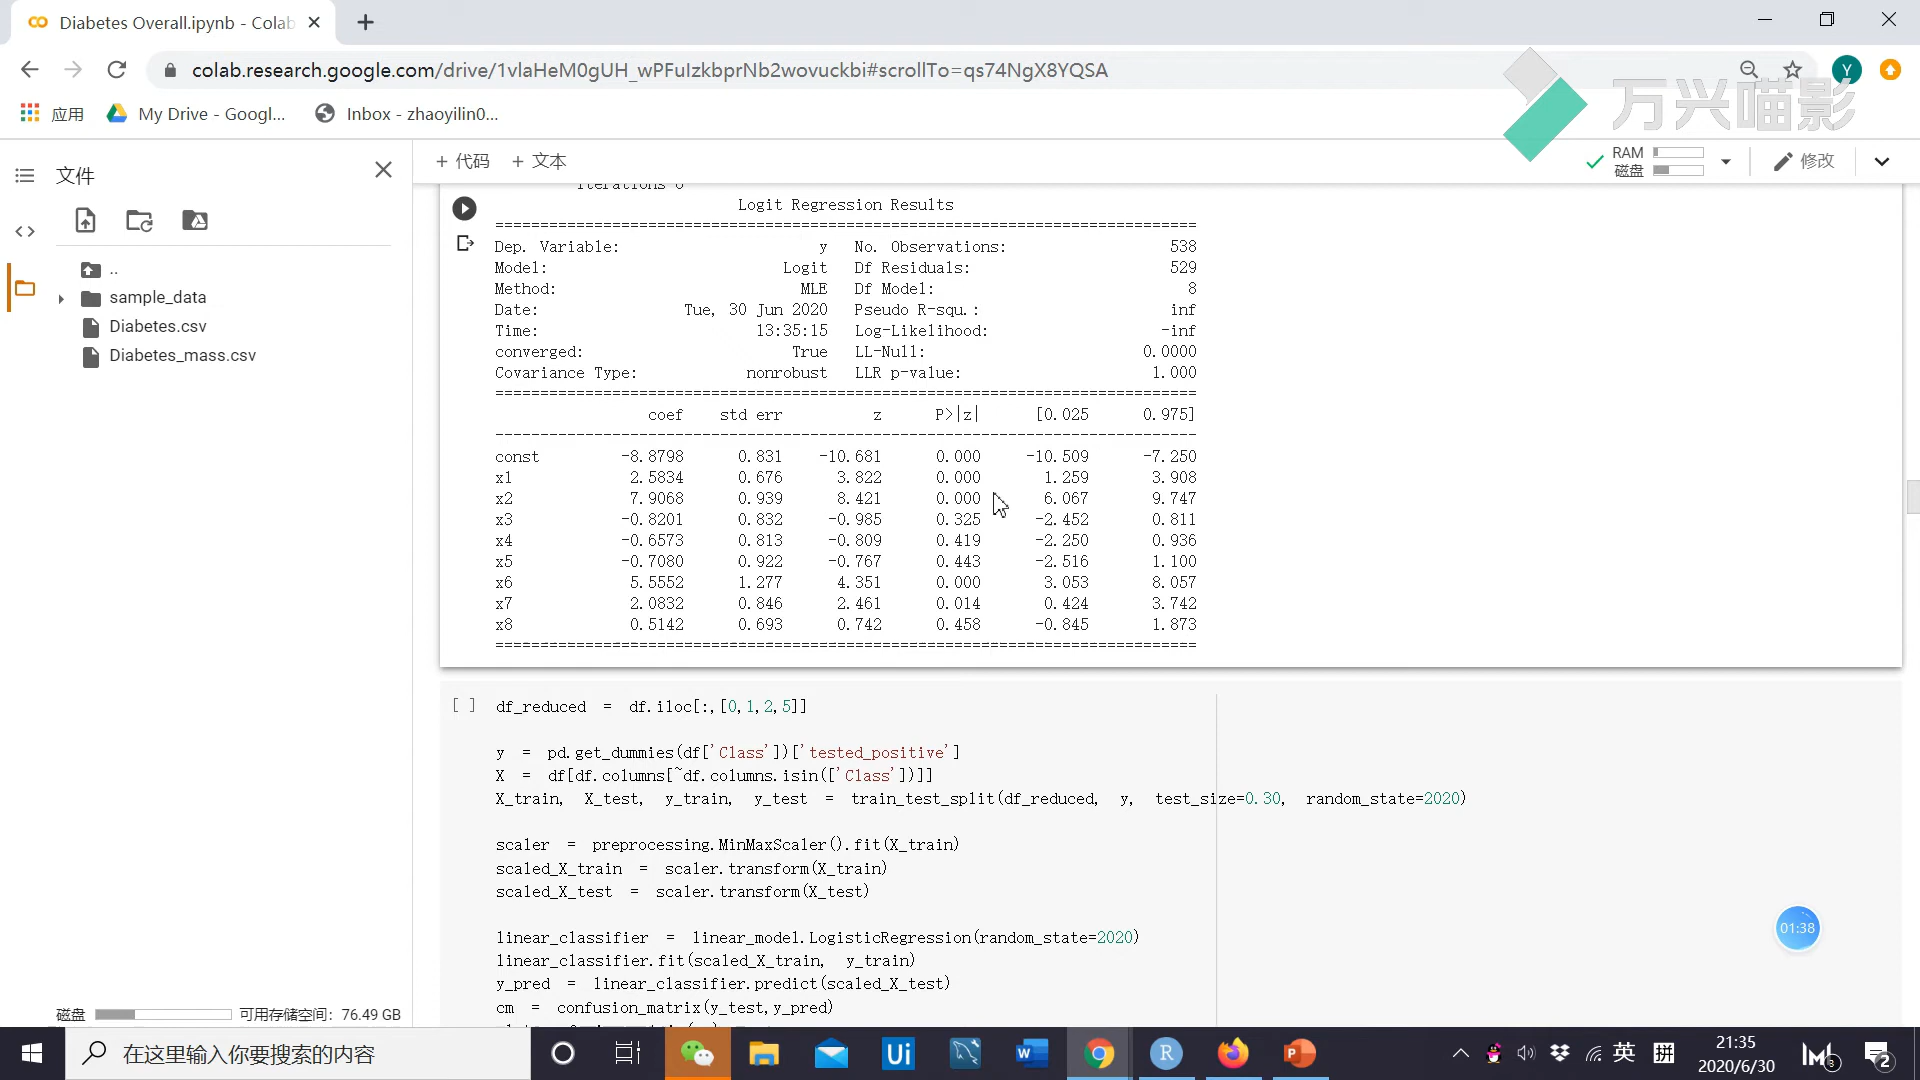 Diabetes Overall.ipynb - Colab
colab.research.google.com/drive/1vlaHeM0gUH_wPFuIzkbprNb2wovuckbi#scrollTo=qs74NgX8YQSA
Y
应用 My Drive - Googl... Inbox - zhaoyilin0...
万兴喵影
文件
+ 代码 + 文本
RAM
磁盘
修改
..
sample_data
Diabetes.csv
Diabetes_mass.csv
Iterations 6
Logit Regression Results
==============================================================================
Dep. Variable: y No. Observations: 538
Model: Logit Df Residuals: 529
Method: MLE Df Model: 8
Date: Tue, 30 Jun 2020 Pseudo R-squ.: inf
Time: 13:35:15 Log-Likelihood: -inf
converged: True LL-Null: 0.0000
Covariance Type: nonrobust LLR p-value: 1.000
==============================================================================
coef std err z P>|z| [0.025 0.975]
------------------------------------------------------------------------------
const -8.8798 0.831 -10.681 0.000 -10.509 -7.250
x1 2.5834 0.676 3.822 0.000 1.259 3.908
x2 7.9068 0.939 8.421 0.000 6.067 9.747
x3 -0.8201 0.832 -0.985 0.325 -2.452 0.811
x4 -0.6573 0.813 -0.809 0.419 -2.250 0.936
x5 -0.7080 0.922 -0.767 0.443 -2.516 1.100
x6 5.5552 1.277 4.351 0.000 3.053 8.057
x7 2.0832 0.846 2.461 0.014 0.424 3.742
x8 0.5142 0.693 0.742 0.458 -0.845 1.873
==============================================================================
[ ] df_reduced = df.iloc[:,[0,1,2,5]]
y = pd.get_dummies(df['Class'])['tested_positive']
X = df[df.columns[~df.columns.isin(['Class'])]]
X_train, X_test, y_train, y_test = train_test_split(df_reduced, y, test_size=0.30, random_state=2020)
scaler = preprocessing.MinMaxScaler().fit(X_train)
scaled_X_train = scaler.transform(X_train)
scaled_X_test = scaler.transform(X_test)
linear_classifier = linear_model.LogisticRegression(random_state=2020)
linear_classifier.fit(scaled_X_train, y_train)
y_pred = linear_classifier.predict(scaled_X_test)
cm = confusion_matrix(y_test,y_pred)
01:38
磁盘 可用存储空间: 76.49 GB
在这里输入你要搜索的内容
Ui
W
R
P
英
拼
21:35
2020/6/30
3
2